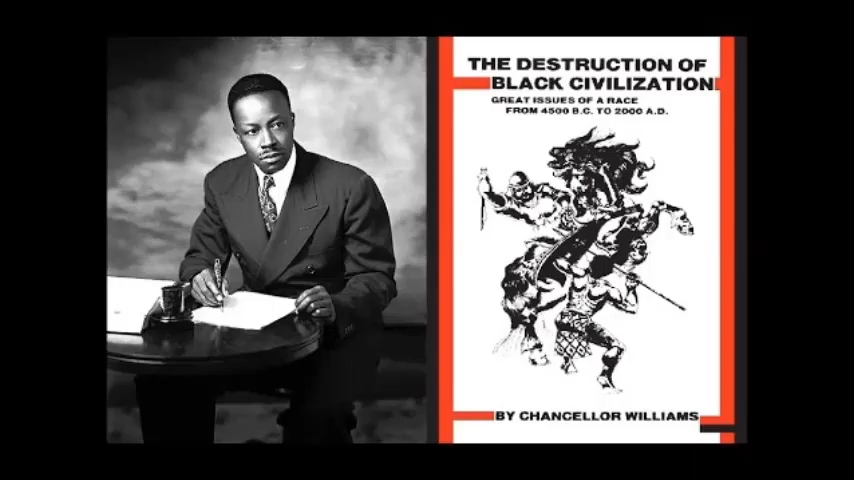 THE DESTRUCTION OF
BLACK CIVILIZATION
GREAT ISSUES OF A RACE
FROM 4500 B.C. TO 2000 A.D.
BY CHANCELLOR WILLIAMS